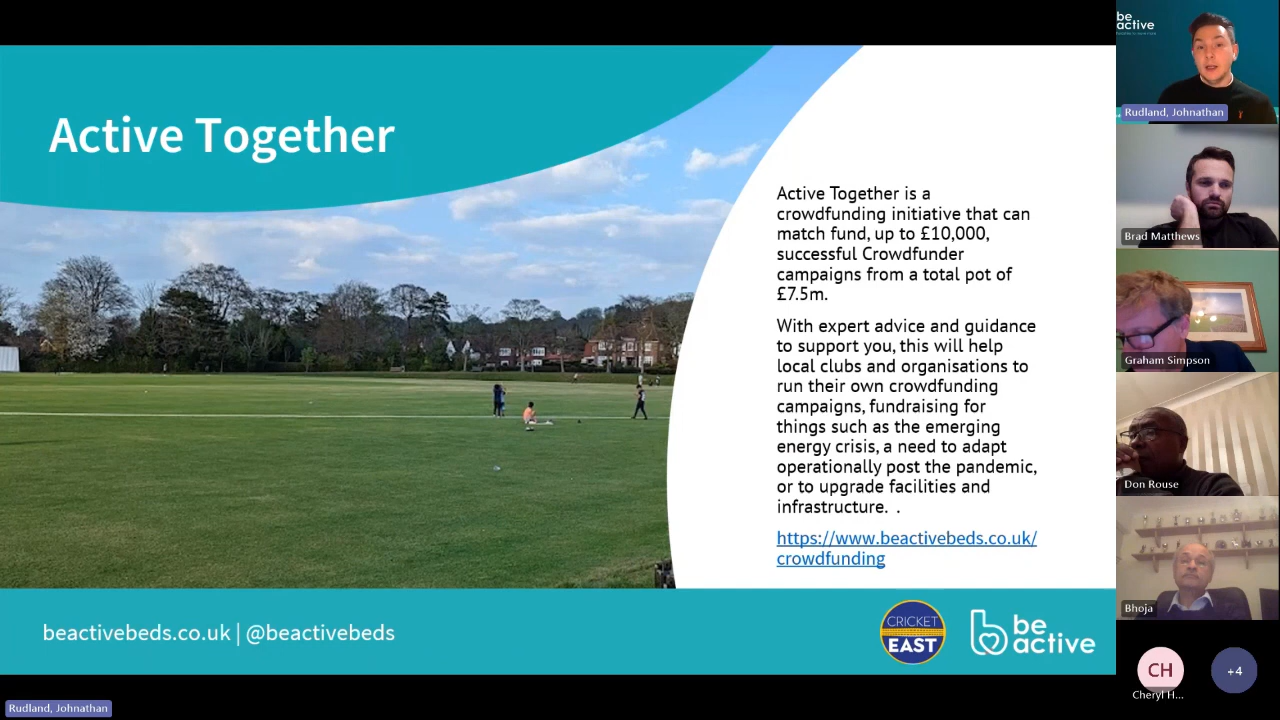 Active Together
Active Together is a
crowdfunding initiative that can
match fund, up to £10,000,
successful Crowdfunder
campaigns from a total pot of
£7.5m.
With expert advice and guidance
to support you, this will help
local clubs and organisations to
run their own crowdfunding
campaigns, fundraising for
things such as the emerging
energy crisis, a need to adapt
operationally post the pandemic,
or to upgrade facilities and
infrastructure. .
https://www.beactivebeds.co.uk/
crowdfunding
beactivebeds.co.uk | @beactivebeds
CRICKET
EAST
be
active
be
active
Rudland, Johnathan
Brad Matthews
Graham Simpson
Don Rouse
Bhoja
CH
Cheryl H...
+4
Rudland, Johnathan